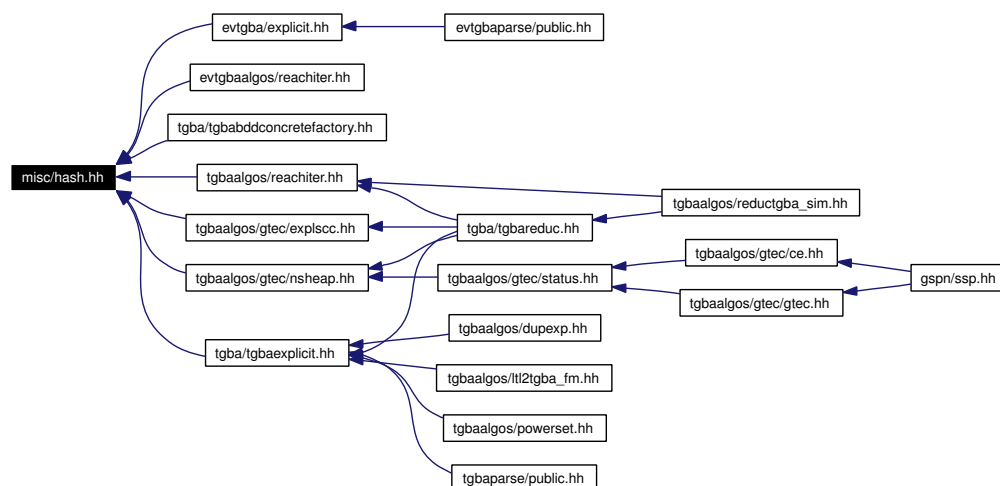 evtgba/explicit.hh
evtgbaparse/public.hh
evtgbaalgos/reachiter.hh
tgba/tgbabddconcretefactory.hh
misc/hash.hh
tgbaalgos/reachiter.hh
tgbaalgos/reductgba_sim.hh
tgbaalgos/gtec/explscc.hh
tgba/tgbareduc.hh
tgbaalgos/gtec/ce.hh
tgbaalgos/gtec/nsheap.hh
tgbaalgos/gtec/status.hh
gspn/ssp.hh
tgbaalgos/gtec/gtec.hh
tgbaalgos/dupexp.hh
tgba/tgbaexplicit.hh
tgbaalgos/ltl2tgba_fm.hh
tgbaalgos/powerset.hh
tgbaparse/public.hh